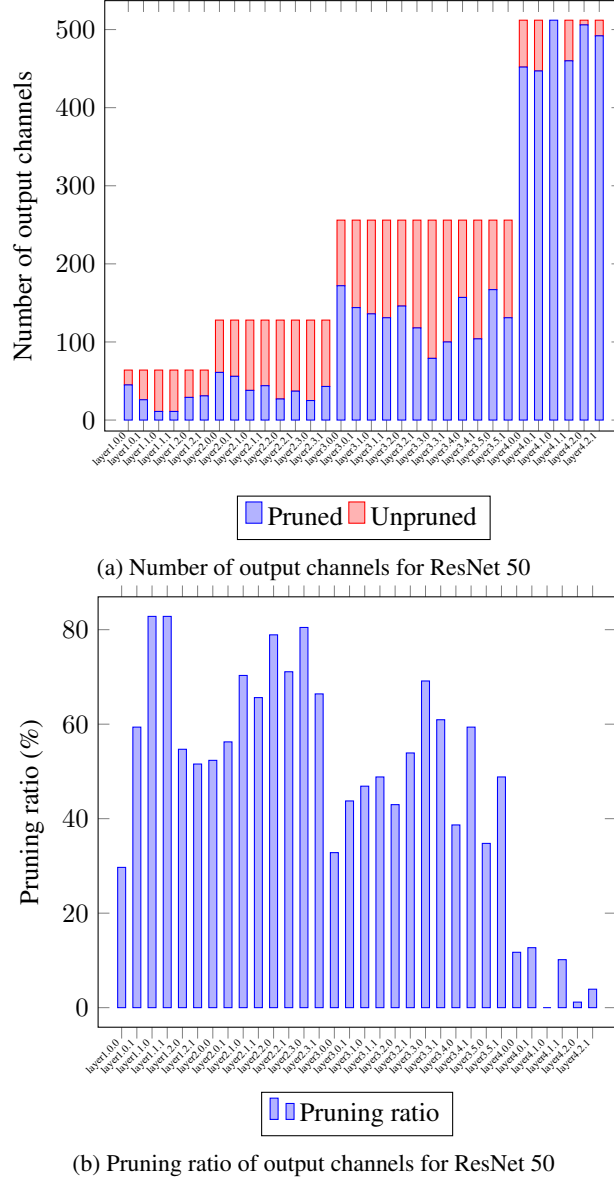 500
400
300
200
100
0
Number of output channels
layer1.0.0
layer1.0.1
layer1.1.0
layer1.1.1
layer1.2.0
layer1.2.1
layer2.0.0
layer2.0.1
layer2.1.0
layer2.1.1
layer2.2.0
layer2.2.1
layer2.3.0
layer2.3.1
layer3.0.0
layer3.0.1
layer3.1.0
layer3.1.1
layer3.2.0
layer3.2.1
layer3.3.0
layer3.3.1
layer3.4.0
layer3.4.1
layer3.5.0
layer3.5.1
layer4.0.0
layer4.0.1
layer4.1.0
layer4.1.1
layer4.2.0
layer4.2.1
Pruned Unpruned
(a) Number of output channels for ResNet 50
80
60
40
20
0
Pruning ratio (%)
layer1.0.0
layer1.0.1
layer1.1.0
layer1.1.1
layer1.2.0
layer1.2.1
layer2.0.0
layer2.0.1
layer2.1.0
layer2.1.1
layer2.2.0
layer2.2.1
layer2.3.0
layer2.3.1
layer3.0.0
layer3.0.1
layer3.1.0
layer3.1.1
layer3.2.0
layer3.2.1
layer3.3.0
layer3.3.1
layer3.4.0
layer3.4.1
layer3.5.0
layer3.5.1
layer4.0.0
layer4.0.1
layer4.1.0
layer4.1.1
layer4.2.0
layer4.2.1
Pruning ratio
(b) Pruning ratio of output channels for ResNet 50